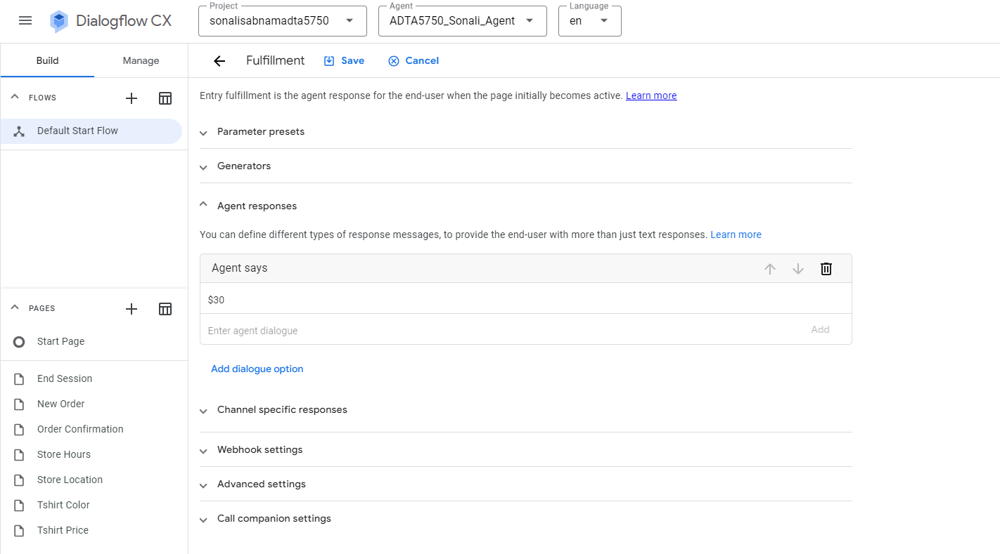 Dialogflow CX
Project
sonalisabnamadta5750
Agent
ADTA5750_Sonali_Agent
Language
en
Build
Manage
Fulfillment
Save
Cancel
FLOWS
Default Start Flow
Entry fulfillment is the agent response for the end-user when the page initially becomes active. Learn more
Parameter presets
Generators
Agent responses
You can define different types of response messages, to provide the end-user with more than just text responses. Learn more
Agent says
$30
Enter agent dialogue
Add
Add dialogue option
Channel specific responses
Webhook settings
Advanced settings
Call companion settings
PAGES
Start Page
End Session
New Order
Order Confirmation
Store Hours
Store Location
Tshirt Color
Tshirt Price